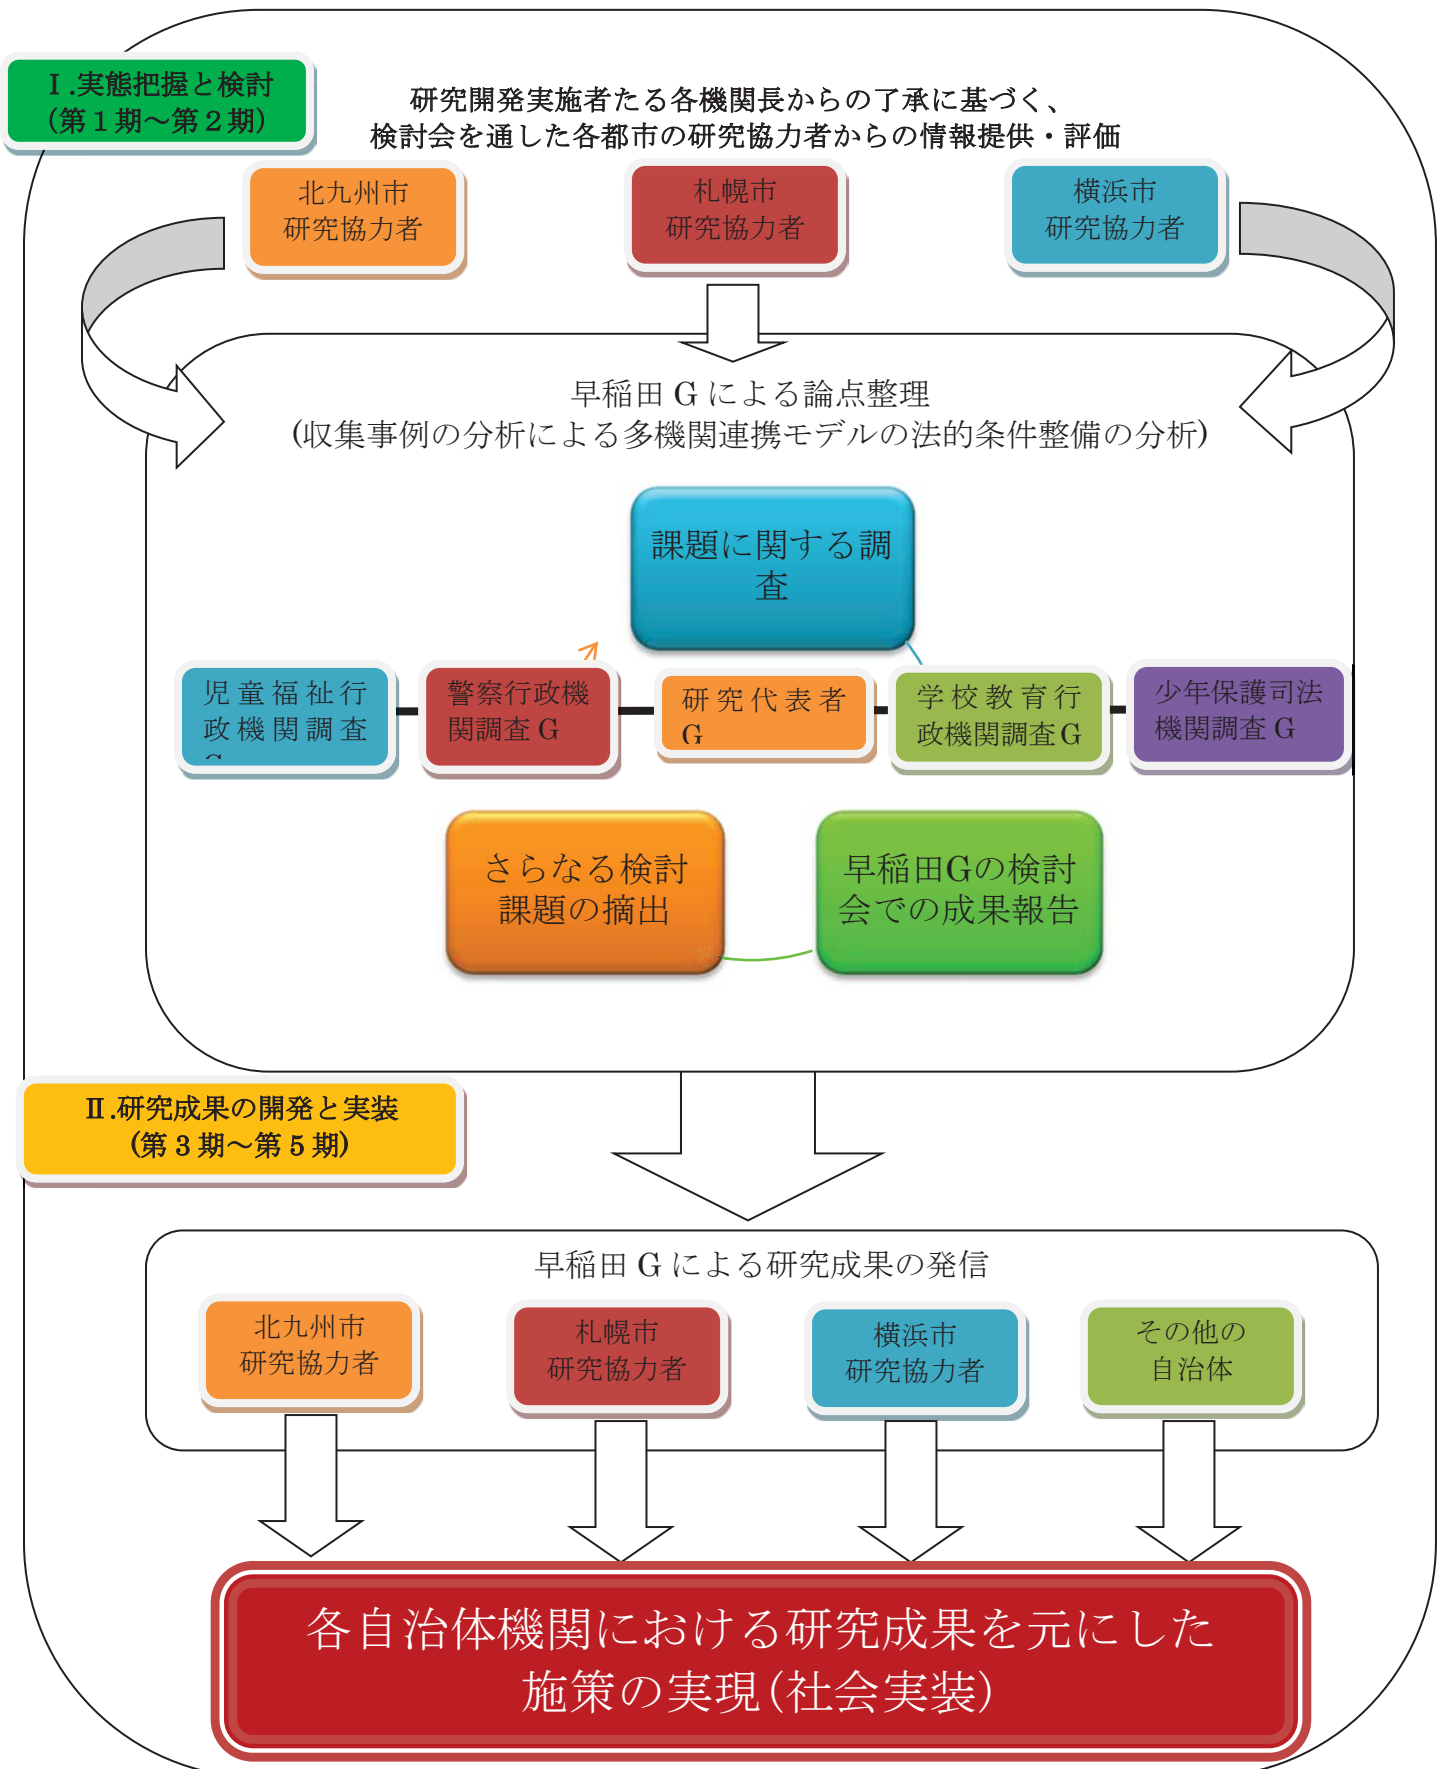 Ⅰ.実態把握と検討
(第１期～第２期)
研究開発実施者たる各機関長からの了承に基づく、
検討会を通した各都市の研究協力者からの情報提供・評価
北九州市
研究協力者
札幌市
研究協力者
横浜市
研究協力者
早稲田 G による論点整理
(収集事例の分析による多機関連携モデルの法的条件整備の分析)
課題に関する調
査
児童福祉行
政機関調査
警察行政機
関調査 G
研究代表者
G
学校教育行
政機関調査 G
少年保護司法
機関調査 G
さらなる検討
課題の摘出
早稲田Gの検討
会での成果報告
Ⅱ.研究成果の開発と実装
(第３期～第５期)
早稲田 G による研究成果の発信
北九州市
研究協力者
札幌市
研究協力者
横浜市
研究協力者
その他の
自治体
各自治体機関における研究成果を元にした
施策の実現(社会実装)